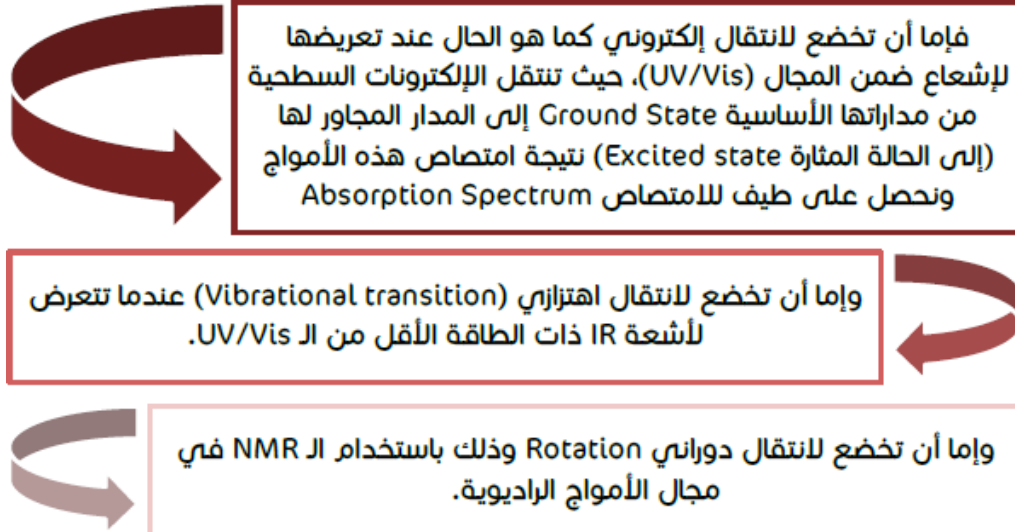 فإما أن تخضع لانتقال إلكتروني كما هو الحال عند تعريضها
لإشعاع ضمن المجال (UV/Vis)، حيث تنتقل الإلكترونات السطحية
من مداراتها الأساسية Ground State إلى المدار المجاور لها
(إلى الحالة المثارة Excited state) نتيجة امتصاص هذه الأمواج
ونحصل على طيف للامتصاص Absorption Spectrum
وإما أن تخضع لانتقال اهتزازي (Vibrational transition) عندما تتعرض
لأشعة IR ذات الطاقة الأقل من الـ UV/Vis.
وإما أن تخضع لانتقال دوراني Rotation وذلك باستخدام الـ NMR في
مجال الأمواج الراديوية.